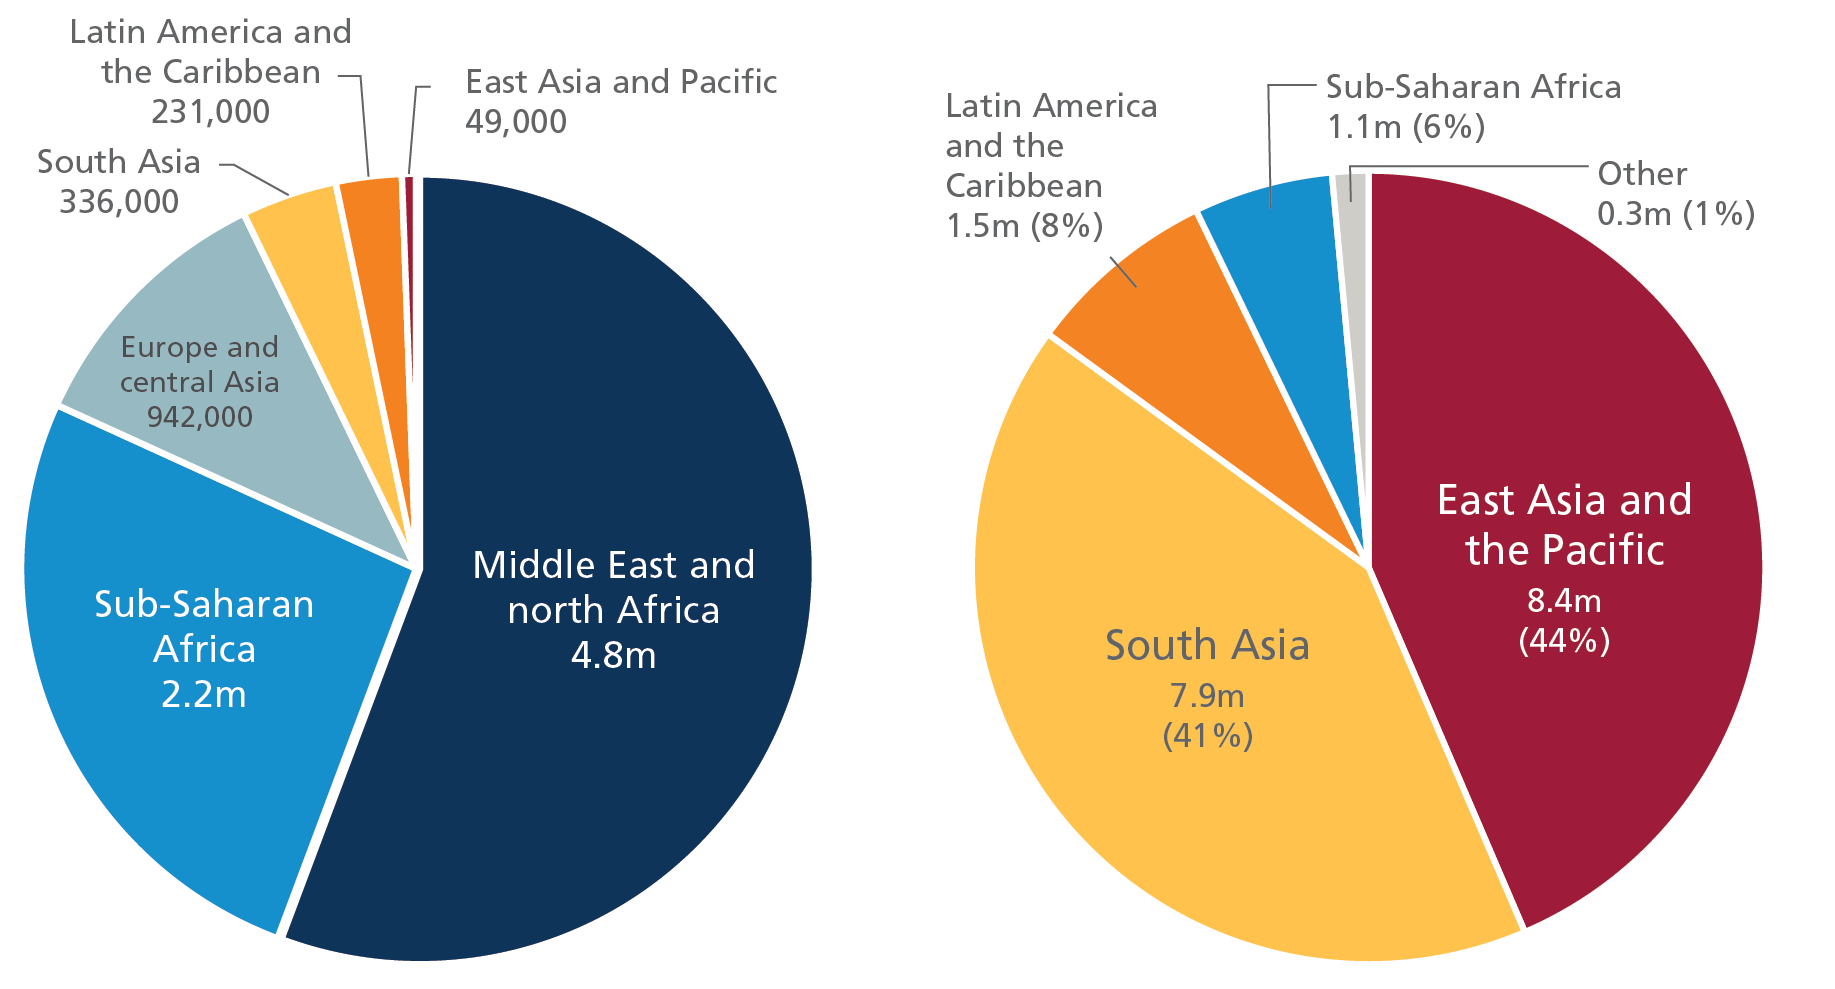 Latin America and
the Caribbean
231,000
East Asia and Pacific
49,000
South Asia
336,000
Europe and
central Asia
942,000
Sub-Saharan
Africa
2.2m
Middle East and
north Africa
4.8m
Latin America
and the
Caribbean
1.5m (8%)
Sub-Saharan Africa
1.1m (6%)
Other
0.3m (1%)
East Asia and
the Pacific
8.4m
(44%)
South Asia
7.9m
(41%)